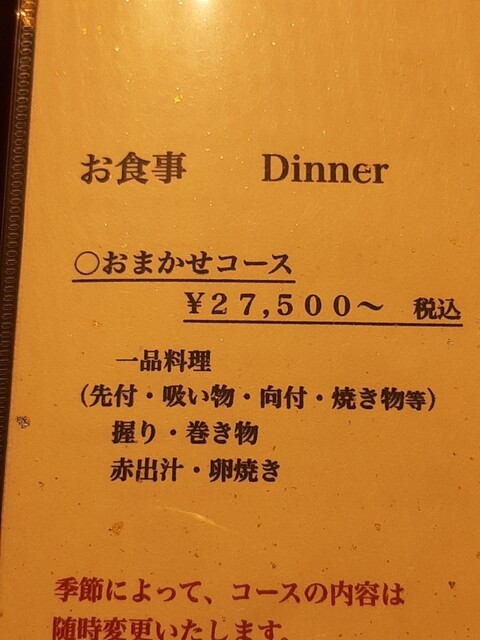 お食事 Dinner
○おまかせコース
￥２７,５００～ 税込
一品料理
(先付・吸い物・向付・焼き物等)
握り・巻き物
赤出汁・卵焼き
季節によって、コースの内容は
随時変更いたします